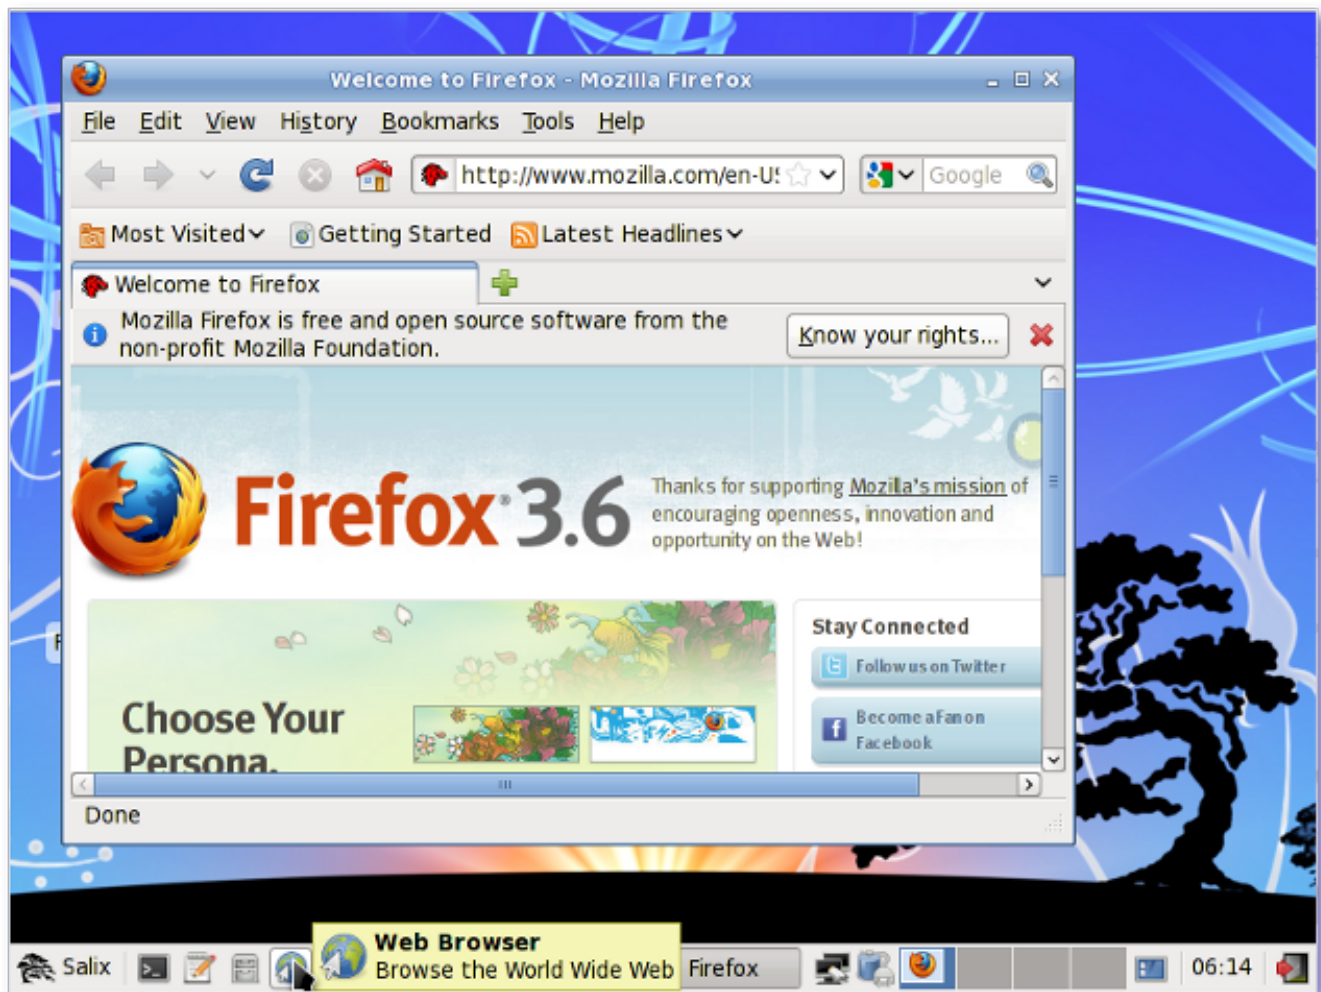 Welcome to Firefox - Mozilla Firefox
File Edit View History Bookmarks Tools Help
http://www.mozilla.com/en-US
Google
Most Visited Getting Started Latest Headlines
Welcome to Firefox
Mozilla Firefox is free and open source software from the
non-profit Mozilla Foundation.
Know your rights...
Firefox® 3.6
Thanks for supporting Mozilla's mission of
encouraging openness, innovation and
opportunity on the Web!
Stay Connected
Follow us on Twitter
Become a Fan on
Facebook
Choose Your
Persona.
Done
Web Browser
Browse the World Wide Web
Salix
Firefox
06:14